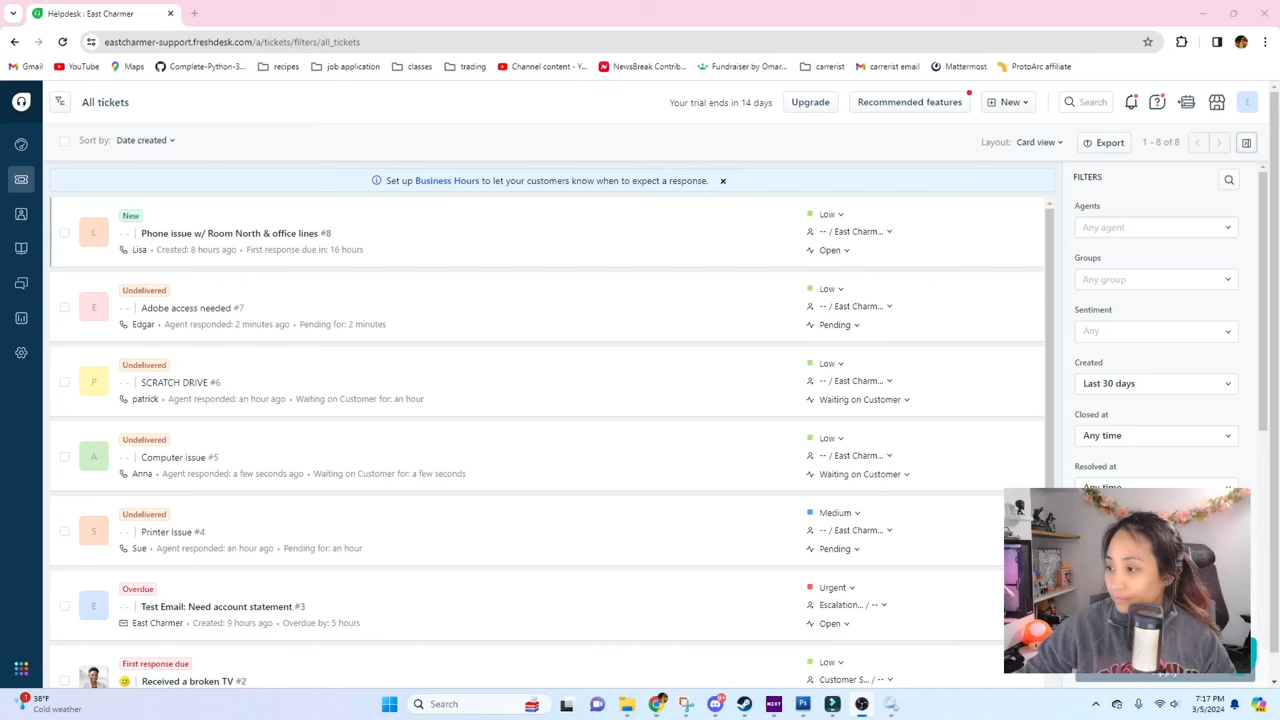 Helpdesk : East Charmer
eastcharmer-support.freshdesk.com/a/tickets/filters/all_tickets
Gmail YouTube Maps Complete-Python-3... recipes job application classes trading Channel content - Y... NewsBreak Contrib... Fundraiser by Omar... carrerist carrerist email Mattermost ProtoArc affiliate
All tickets Your trial ends in 14 days Upgrade Recommended features New Search E
Sort by: Date created Layout: Card view Export 1 - 8 of 8
Set up Business Hours to let your customers know when to expect a response.
FILTERS
Agents
Any agent
Groups
Any group
Sentiment
Any
Created
Last 30 days
Closed at
Any time
Resolved at
Any time
New
L -- Phone issue w/ Room North & office lines #8
Lisa • Created: 8 hours ago • First response due in: 16 hours
Low
-- / East Charm...
Open
Undelivered
E -- Adobe access needed #7
Edgar • Agent responded: 2 minutes ago • Pending for: 2 minutes
Low
-- / East Charm...
Pending
Undelivered
P -- SCRATCH DRIVE #6
patrick • Agent responded: an hour ago • Waiting on Customer for: an hour
Low
-- / East Charm...
Waiting on Customer
Undelivered
A -- Computer issue #5
Anna • Agent responded: a few seconds ago • Waiting on Customer for: a few seconds
Low
-- / East Charm...
Waiting on Customer
Undelivered
S -- Printer Issue #4
Sue • Agent responded: an hour ago • Pending for: an hour
Medium
-- / East Charm...
Pending
Overdue
E -- Test Email: Need account statement #3
East Charmer • Created: 9 hours ago • Overdue by: 5 hours
Urgent
Escalation... / --
Open
First response due
-- Received a broken TV #2
Low
Customer S... / --
1 38°F
Cold weather
Search
NZXT
Ps
7:17 PM
3/5/2024